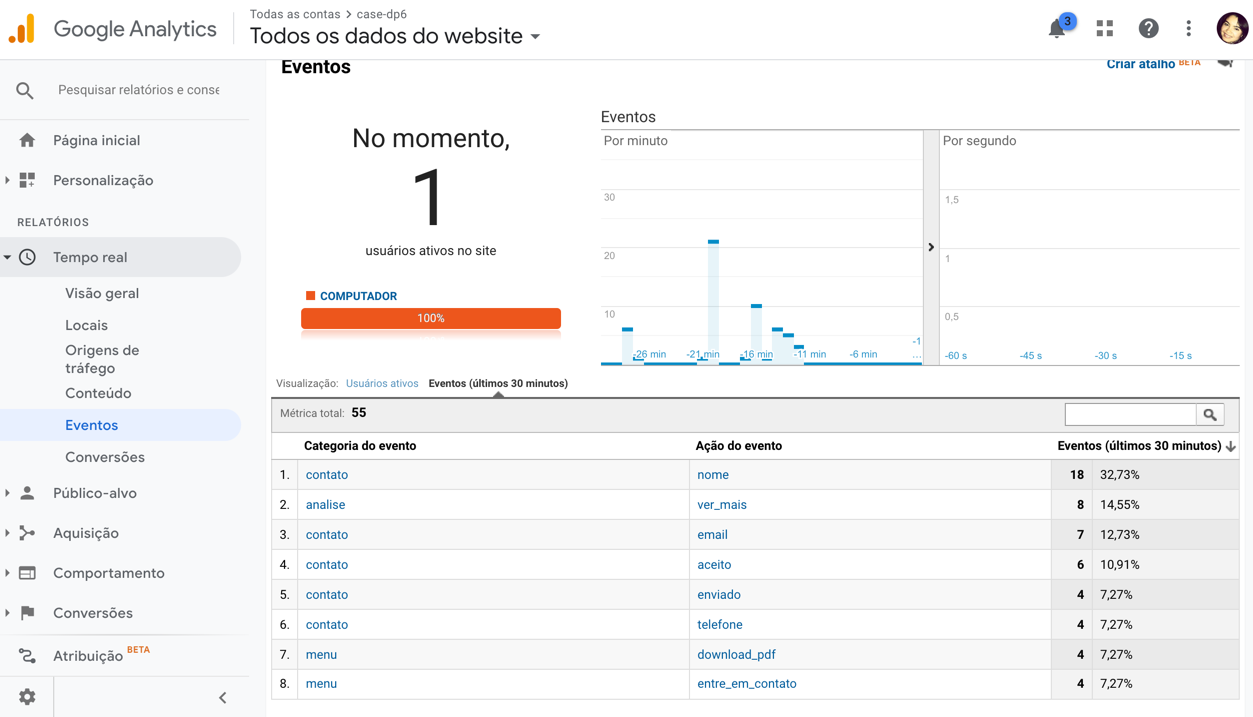 Google Analytics
Todas as contas > case-dp6
Todos os dados do website
3
Pesquisar relatórios e conse
Página inicial
Personalização
RELATÓRIOS
Tempo real
Visão geral
Locais
Origens de
tráfego
Conteúdo
Eventos
Conversões
Público-alvo
Aquisição
Comportamento
Conversões
Atribuição BETA
Eventos
Criar atalho BETA
No momento,
1
usuários ativos no site
COMPUTADOR
100%
Eventos
Por minuto
30
20
10
-26 min -21 min -16 min -11 min -6 min -1
...
Por segundo
1,5
1
0,5
-60 s -45 s -30 s -15 s
Visualização: Usuários ativos Eventos (últimos 30 minutos)
Métrica total: 55
Categoria do evento Ação do evento Eventos (últimos 30 minutos)
1. contato nome 18 32,73%
2. analise ver_mais 8 14,55%
3. contato email 7 12,73%
4. contato aceito 6 10,91%
5. contato enviado 4 7,27%
6. contato telefone 4 7,27%
7. menu download_pdf 4 7,27%
8. menu entre_em_contato 4 7,27%